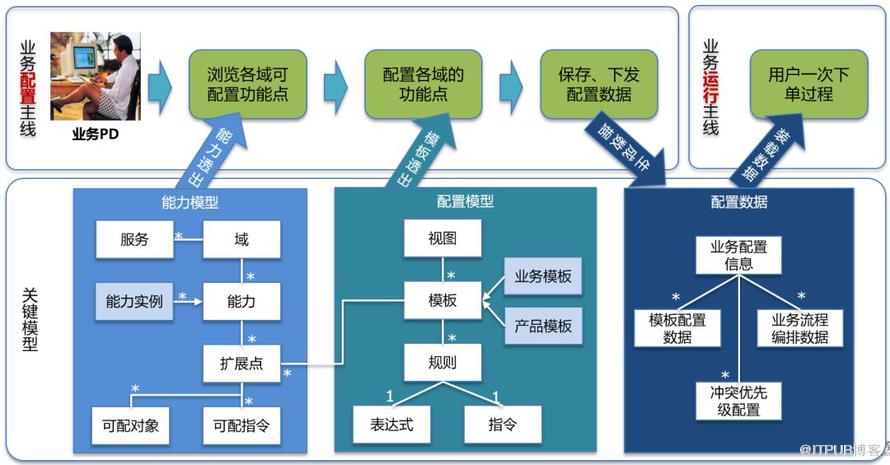 业务配置主线
业务PD
浏览各域可
配置功能点
配置各域的
功能点
保存、下发
配置数据
业务运行主线
用户一次下
单过程
能力透出
模板透出
生成数据
装载数据
关键模型
能力模型
服务
*
域
*
能力实例
*
能力
*
扩展点
*
*
*
可配对象
可配指令
配置模型
视图
*
模板
业务模板
产品模板
*
规则
1
1
表达式
指令
配置数据
业务配置
信息
*
*
模板配置
数据
业务流程
编排数据
*
冲突优先
级配置
@ITPUB博客